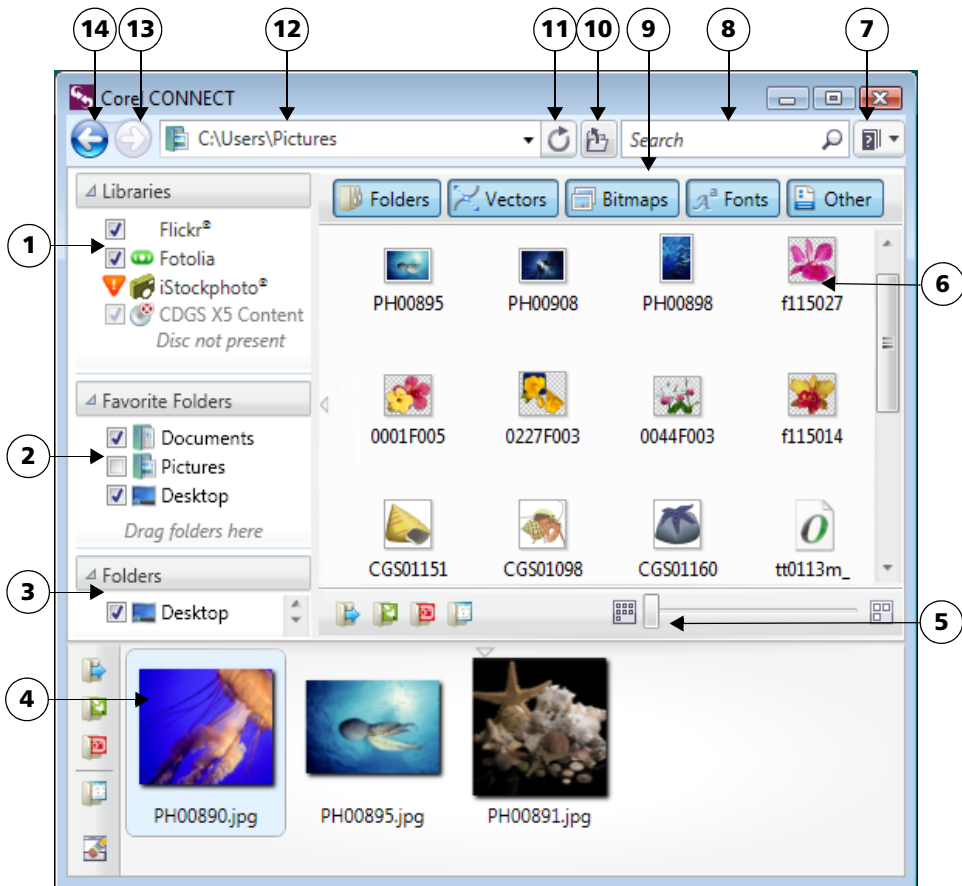 14 13 12 11 10 9 8 7
Corel CONNECT
C:\Users\Pictures
Search
Libraries
Flickr®
Fotolia
iStockphoto®
CDGS X5 Content
Disc not present
1
Folders Vectors Bitmaps Fonts Other
PH00895 PH00908 PH00898 f115027
6
Favorite Folders
Documents
Pictures
Desktop
Drag folders here
2
0001F005 0227F003 0044F003 f115014
CGS01151 CGS01098 CGS01160 tt0113m_
Folders
Desktop
3
5
4
PH00890.jpg PH00895.jpg PH00891.jpg